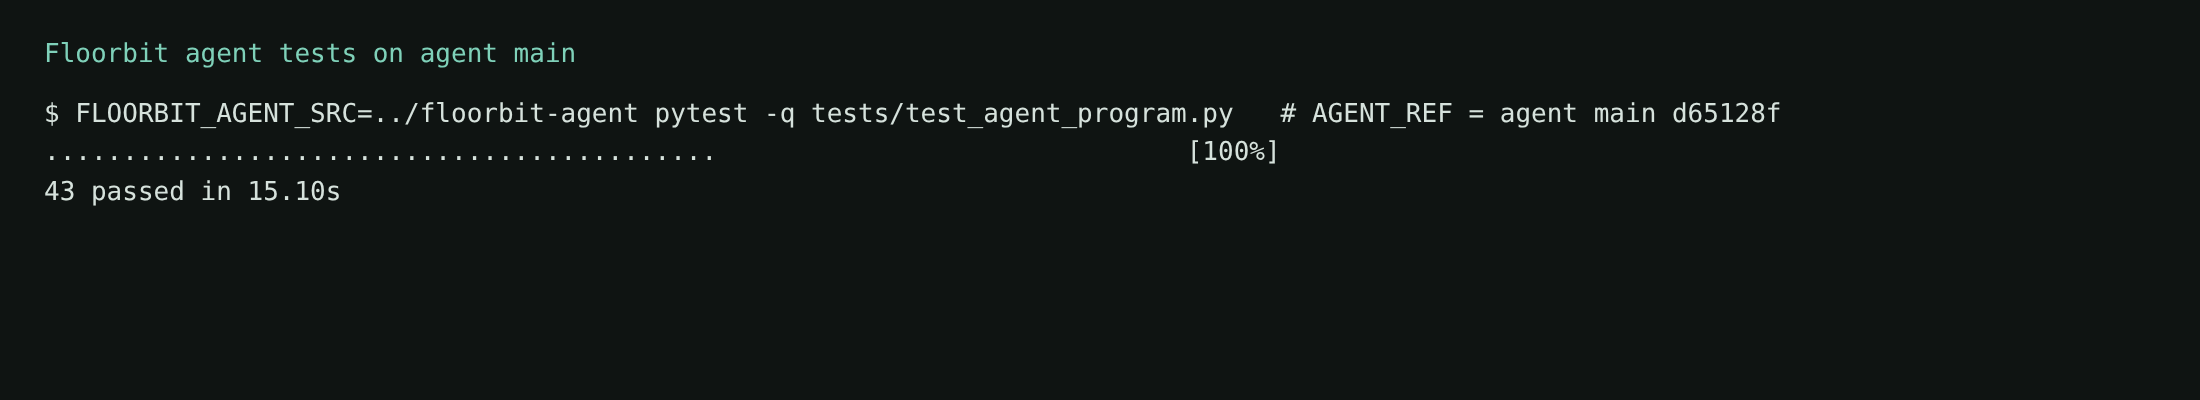 Floorbit agent tests on agent main
$ FLOORBIT_AGENT_SRC=../floorbit-agent pytest -q tests/test_agent_program.py   # AGENT_REF = agent main d65128f
...........................................                              [100%]
43 passed in 15.10s